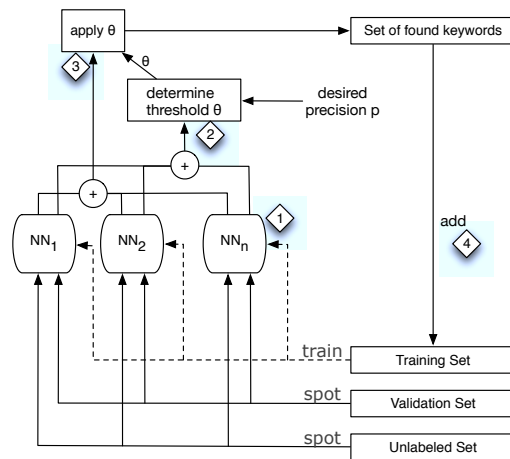 apply θ
Set of found keywords
3
θ
determine
threshold θ
desired
precision p
2
+
+
1
NN1
NN2
NNn
add
4
train
Training Set
spot
Validation Set
spot
Unlabeled Set